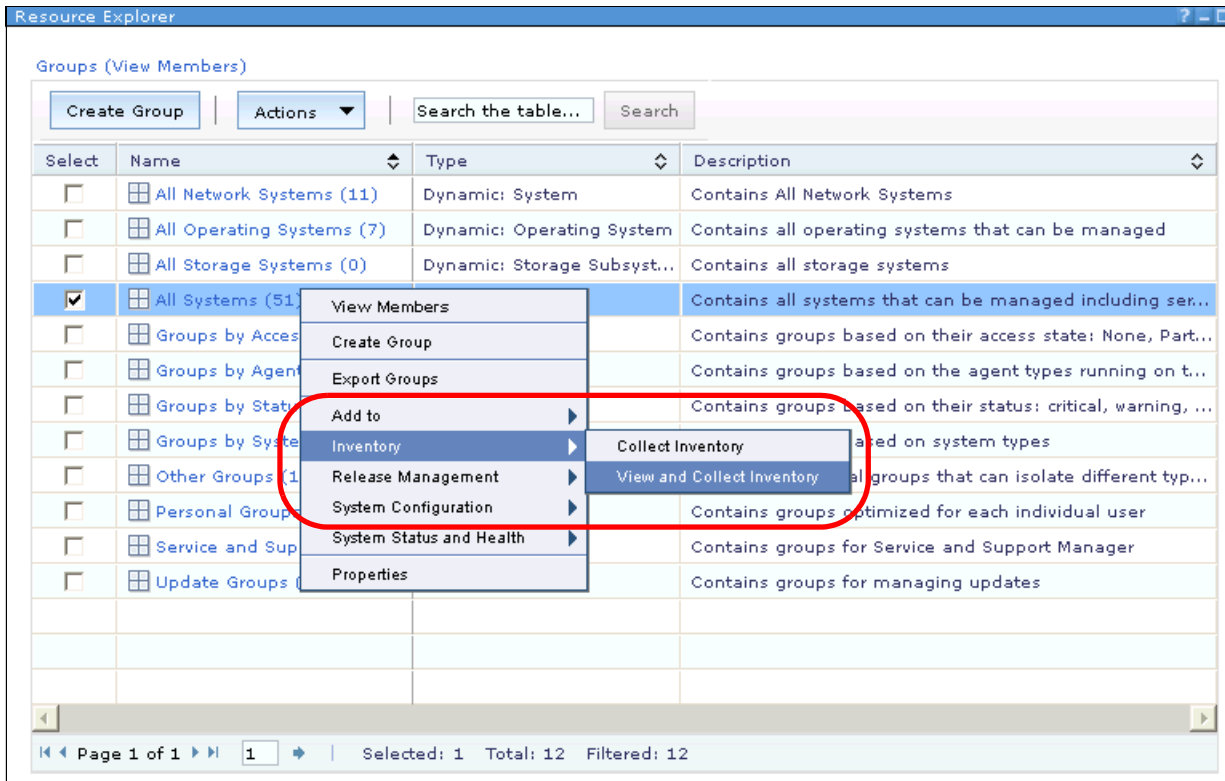 Resource Explorer
Groups (View Members)
Create Group Actions Search the table... Search
Select Name Type Description
All Network Systems (11) Dynamic: System Contains All Network Systems
All Operating Systems (7) Dynamic: Operating System Contains all operating systems that can be managed
All Storage Systems (0) Dynamic: Storage Subsyst... Contains all storage systems
All Systems (51) Contains all systems that can be managed including ser...
Groups by Acces Contains groups based on their access state: None, Part...
Groups by Agent Contains groups based on the agent types running on t...
Groups by Statu Contains groups based on their status: critical, warning, ...
Groups by Syste ased on system types
Other Groups (1 al groups that can isolate different typ...
Personal Group Contains groups optimized for each individual user
Service and Sup Contains groups for Service and Support Manager
Update Groups ( Contains groups for managing updates
View Members
Create Group
Export Groups
Add to
Inventory
Release Management
System Configuration
System Status and Health
Properties
Collect Inventory
View and Collect Inventory
Page 1 of 1 1 | Selected: 1 Total: 12 Filtered: 12